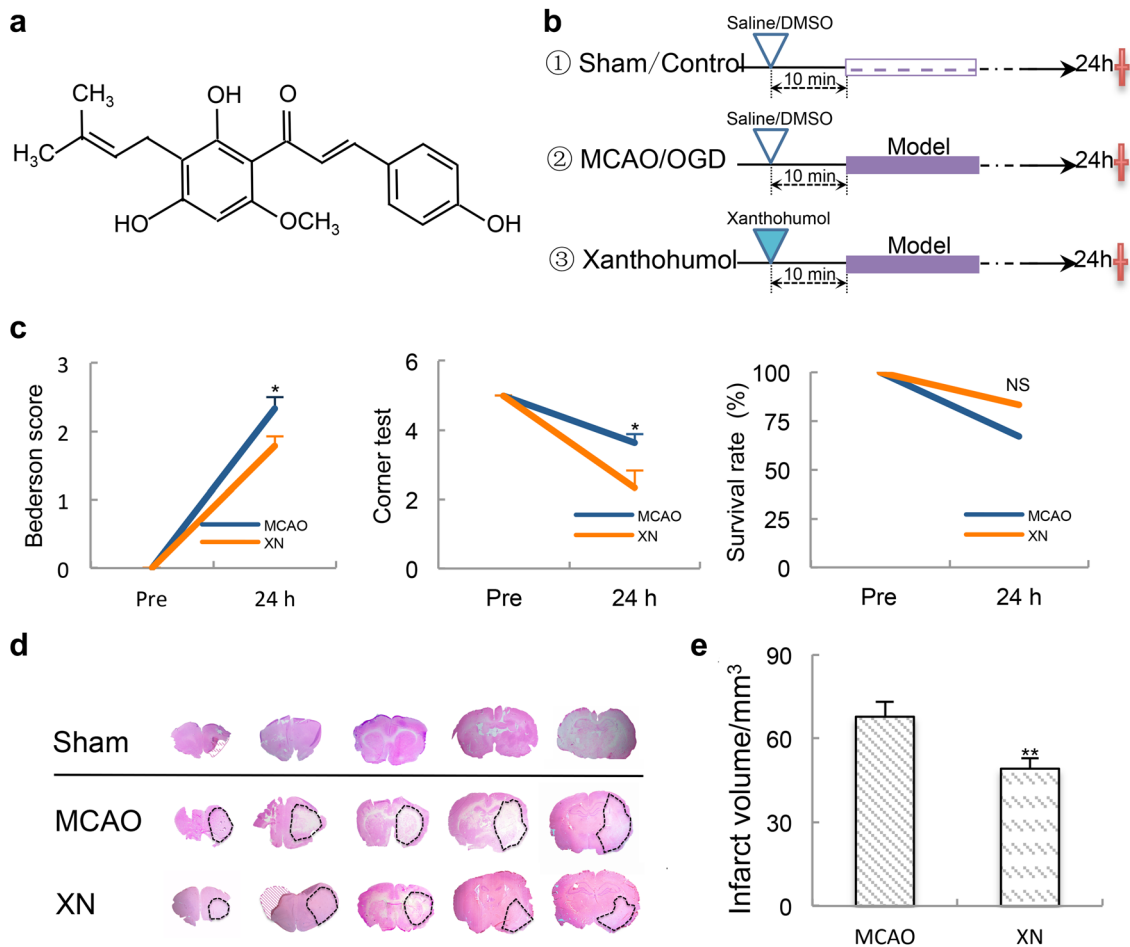 a
CH3
H3C
OH
O
HO
OCH3
OH
b
Saline/DMSO
① Sham/Control
10 min
24h
Saline/DMSO
② MCAO/OGD
Model
10 min
24h
Xanthohumol
③ Xanthohumol
Model
10 min
24h
c
Bederson score
3
2
1
0
*
MCAO
XN
Pre
24 h
Corner test
6
4
2
0
*
MCAO
XN
Pre
24 h
Survival rate (%)
100
75
50
25
0
NS
MCAO
XN
Pre
24 h
d
Sham
MCAO
XN
e
Infarct volume/mm3
90
60
30
0
**
MCAO
XN